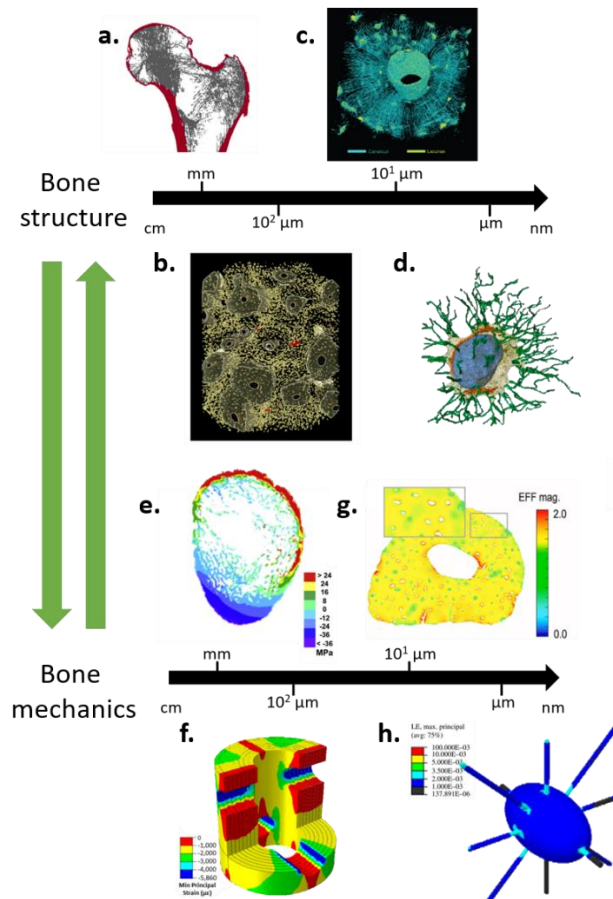 a.
c.
Canaliculi
Lacunae
Bone
structure
mm
10¹ µm
cm
10² µm
µm
nm
b.
d.
e.
> 24
24
16
8
0
-12
-24
-36
< -36
MPa
g.
EFF mag.
2.0
0.0
Bone
mechanics
mm
10¹ µm
cm
10² µm
µm
nm
f.
0
-1,000
-2,000
-3,000
-4,000
-5,860
Min Principal
Strain (µε)
h.
LE, max. principal
(avg: 75%)
100.000E-03
10.000E-03
5.000E-03
3.500E-03
2.000E-03
1.000E-03
137.891E-06